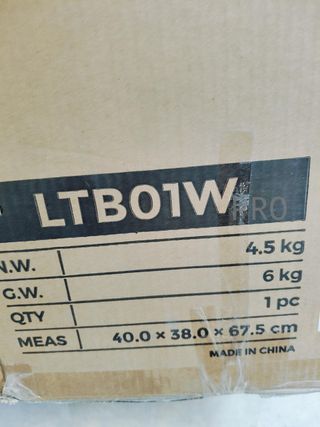 LTB01W PRO
N.W. 4.5 kg
G.W. 6 kg
QTY 1 pc
MEAS 40.0 × 38.0 × 67.5 cm
MADE IN CHINA